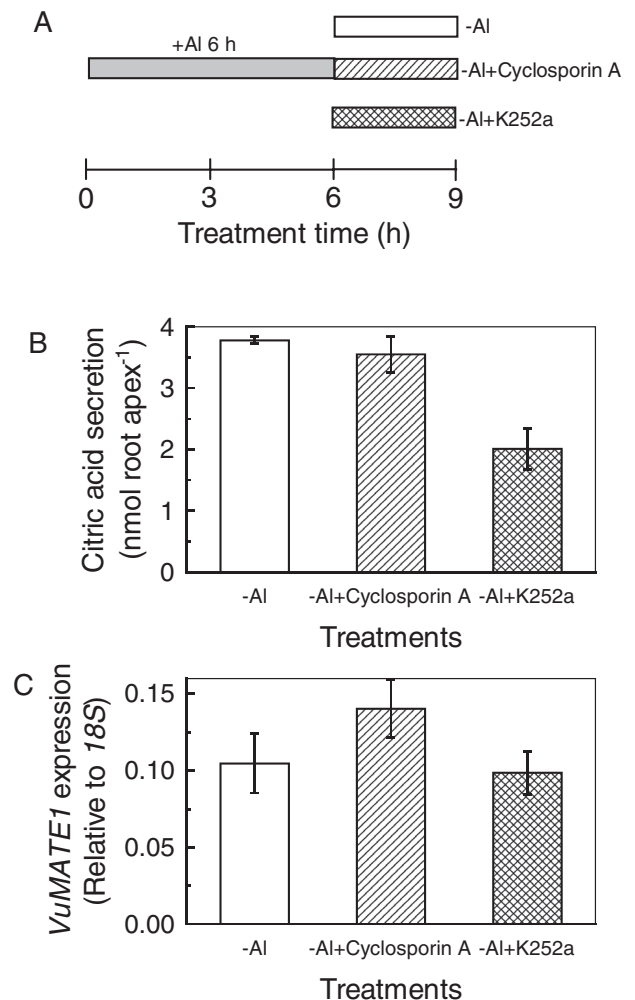 A
-Al
+Al 6 h
-Al+Cyclosporin A
-Al+K252a
0 3 6 9
Treatment time (h)
B
Citric acid secretion
(nmol root apex⁻¹)
4
3
2
1
0
-Al -Al+Cyclosporin A -Al+K252a
Treatments
C
VuMATE1 expression
(Relative to 18S)
0.15
0.10
0.05
0.00
-Al -Al+Cyclosporin A -Al+K252a
Treatments